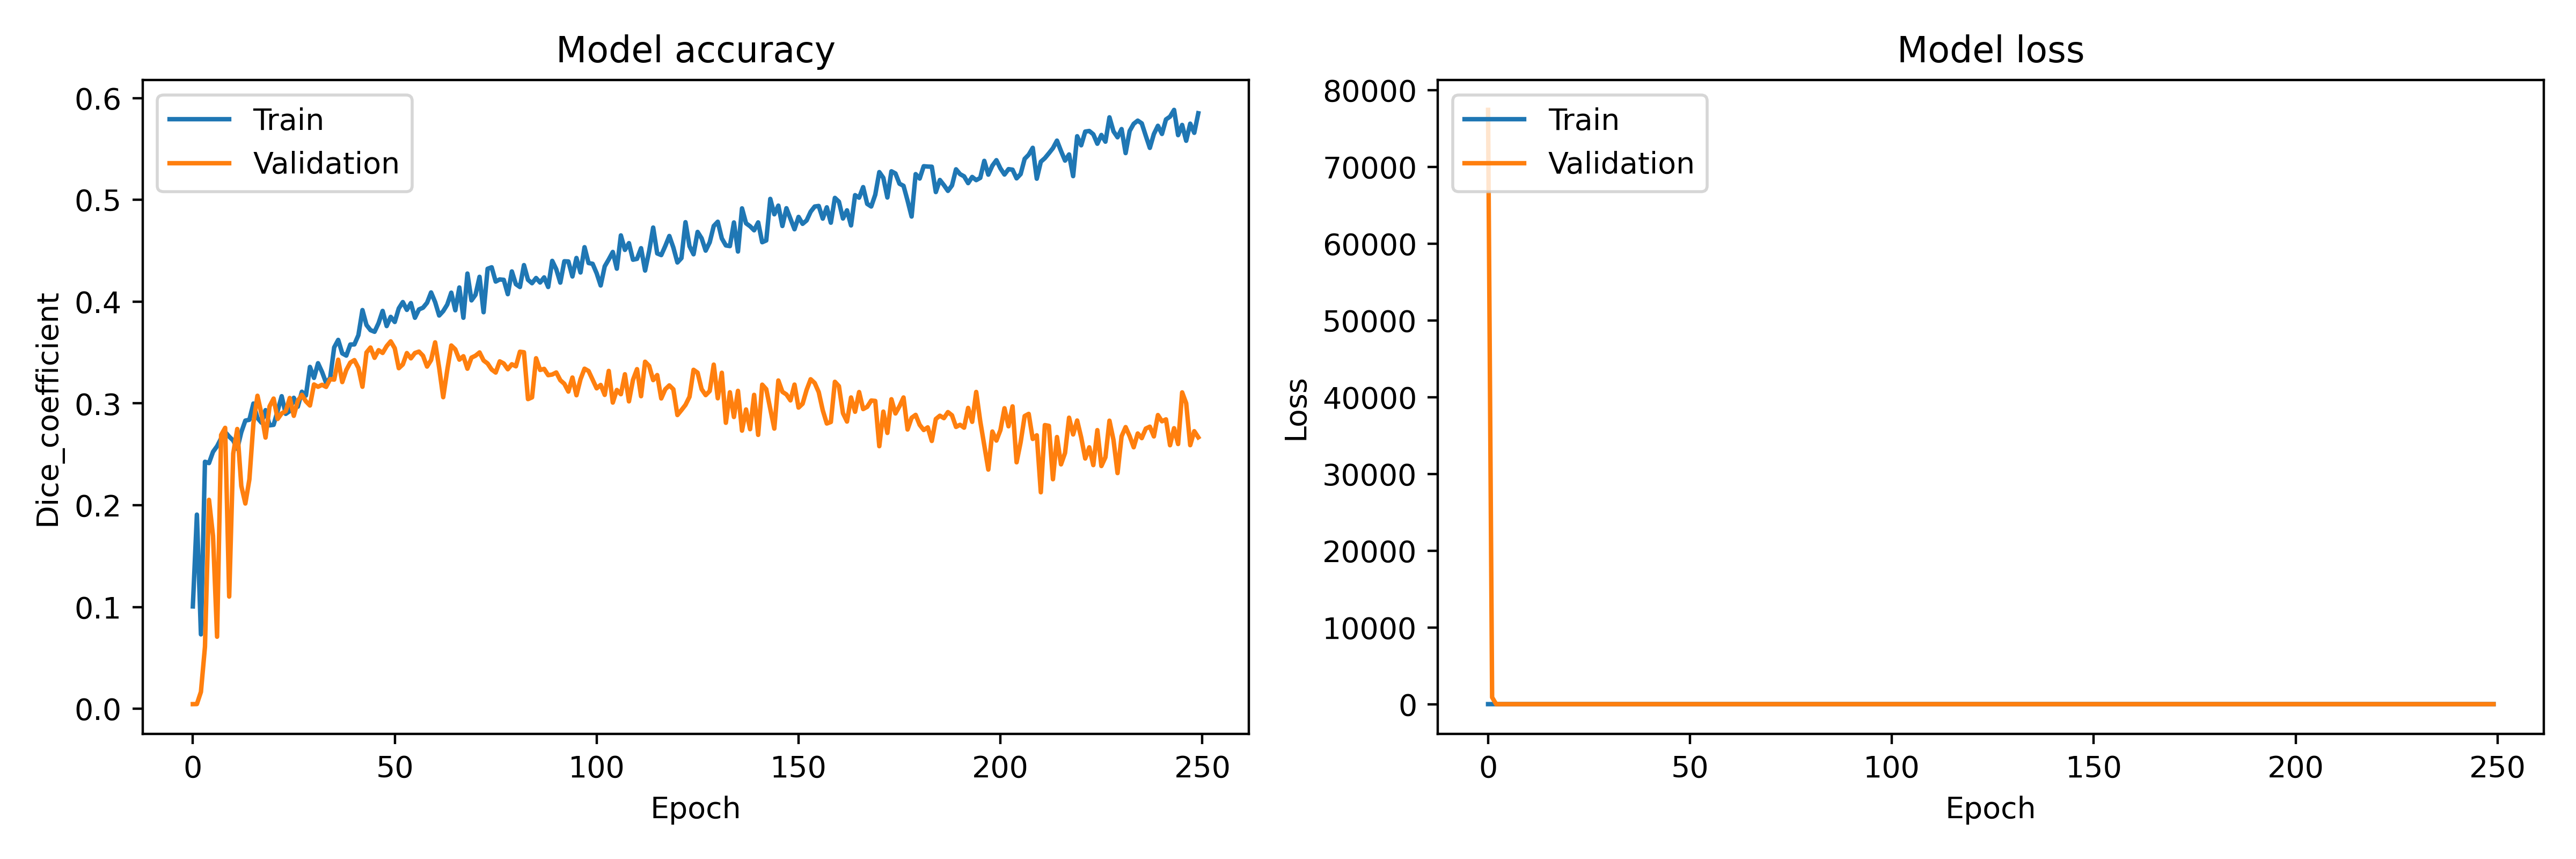 Model accuracy
0.6
0.5
0.4
0.3
0.2
0.1
0.0
Dice_coefficient
Train
Validation
0 50 100 150 200 250
Epoch
Model loss
80000
70000
60000
50000
40000
30000
20000
10000
0
Loss
Train
Validation
0 50 100 150 200 250
Epoch